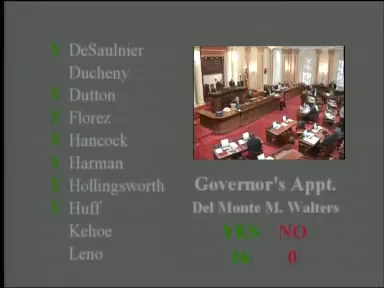 Y DeSaulnier
Ducheny
Y Dutton
Y Florez
Y Hancock
Y Harman
Y Hollingsworth
Y Huff
Kehoe
Leno
Governor's Appt.
Del Monte M. Walters
YES NO
16 0